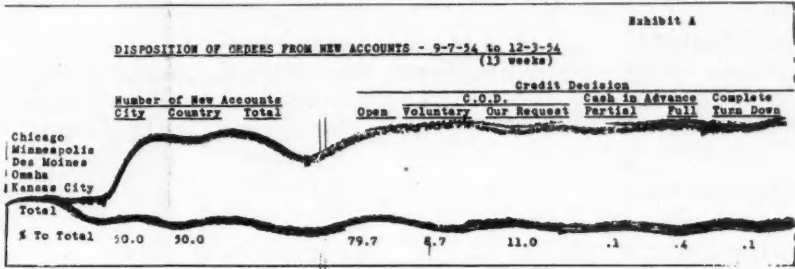 Exhibit A
DISPOSITION OF ORDERS FROM NEW ACCOUNTS - 9-7-54 to 12-3-54
(13 weeks)
Credit Decision
Number of New Accounts C.O.D. Cash in Advance Complete
City Country Total Open Voluntary Our Request Partial Full Turn Down
Chicago
Minneapolis
Des Moines
Omaha
Kansas City
Total
% To Total 50.0 50.0 79.7 8.7 11.0 .1 .4 .1